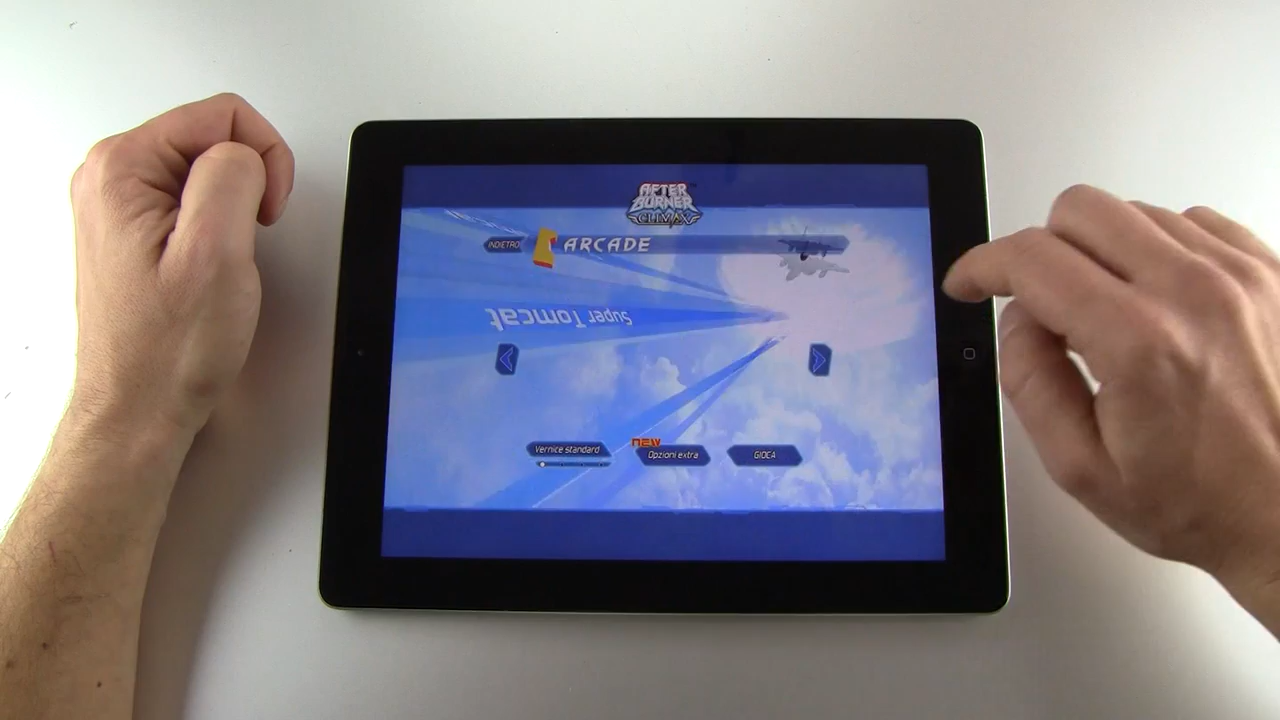 AFTER
BURNER
CLIMAX
INDIETRO
ARCADE
Super Tomcat
Vernice standard
new
Opzioni extra
GIOCA